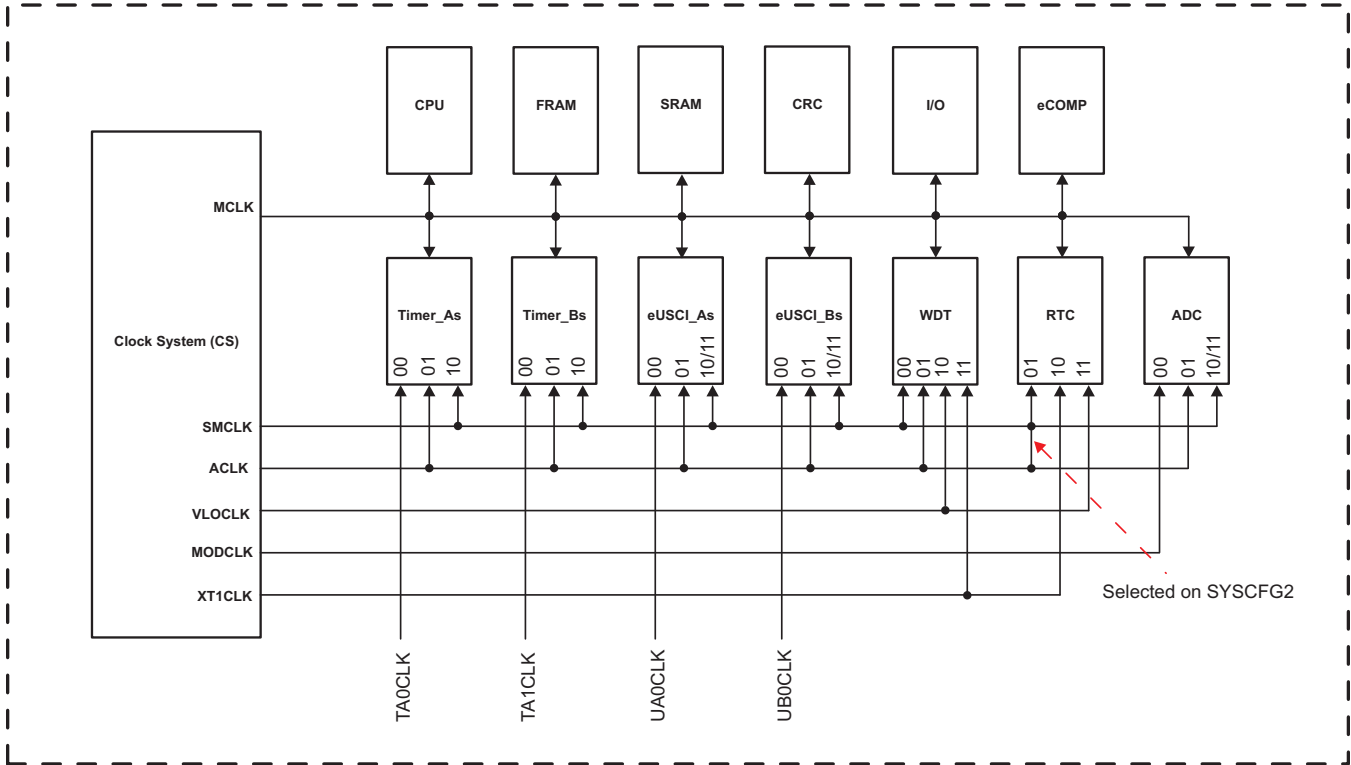 CPU
FRAM
SRAM
CRC
I/O
eCOMP
MCLK
Clock System (CS)
Timer_As
00
01
10
Timer_Bs
00
01
10
eUSCI_As
00
01
10/11
eUSCI_Bs
00
01
10/11
WDT
00
01
10
11
RTC
01
10
11
ADC
00
01
10/11
SMCLK
ACLK
VLOCLK
MODCLK
XT1CLK
Selected on SYSCFG2
TA0CLK
TA1CLK
UA0CLK
UB0CLK